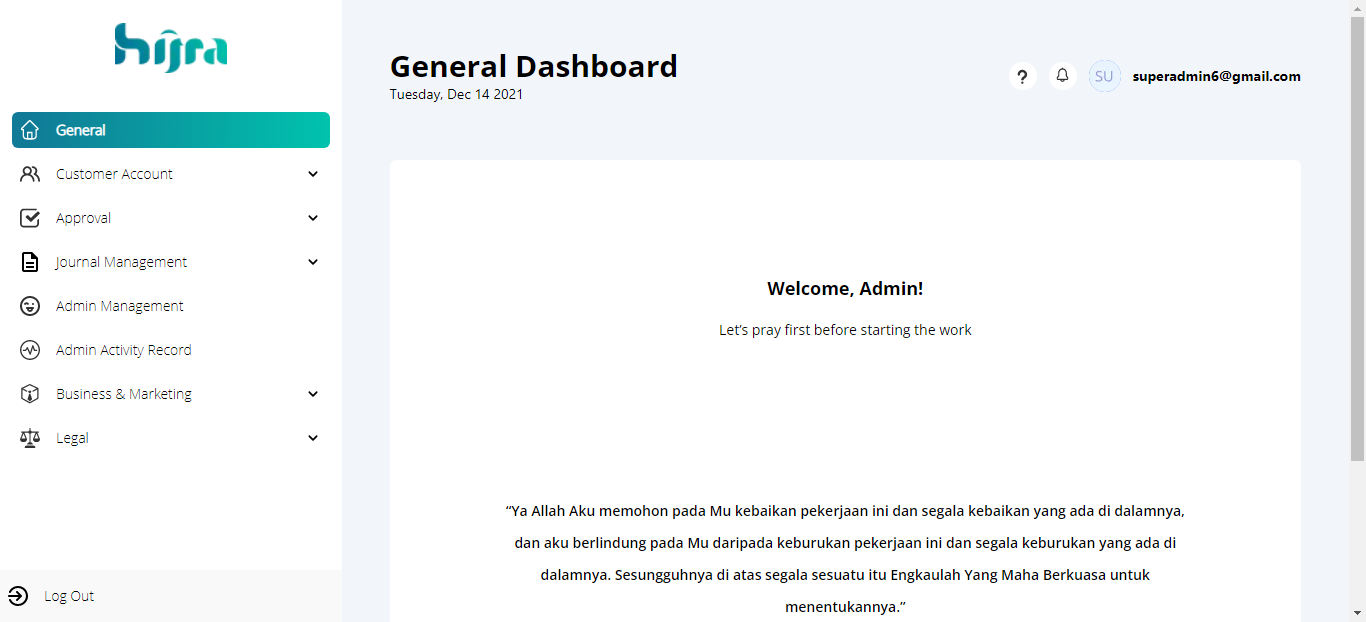 hijra
General
Customer Account
Approval
Journal Management
Admin Management
Admin Activity Record
Business & Marketing
Legal
Log Out
General Dashboard
Tuesday, Dec 14 2021
?
SU
superadmin6@gmail.com
Welcome, Admin!
Let’s pray first before starting the work
“Ya Allah Aku memohon pada Mu kebaikan pekerjaan ini dan segala kebaikan yang ada di dalamnya,
dan aku berlindung pada Mu daripada keburukan pekerjaan ini dan segala keburukan yang ada di
dalamnya. Sesungguhnya di atas segala sesuatu itu Engkaulah Yang Maha Berkuasa untuk
menentukannya.”